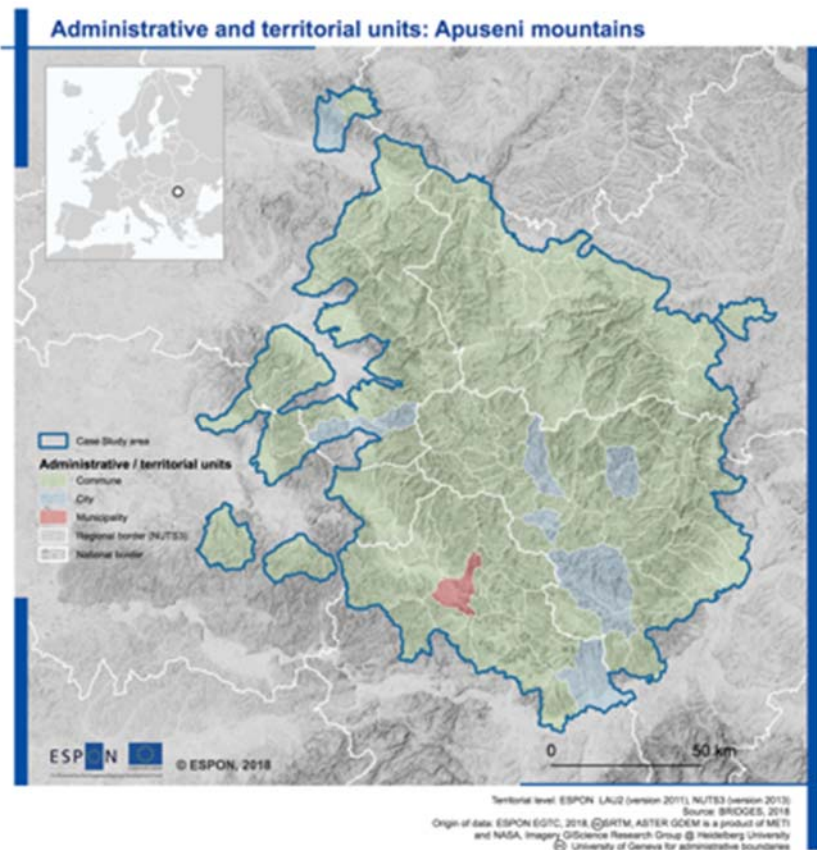 Administrative and territorial units: Apuseni mountains
Case Study area
Administrative / territorial units
Commune
City
Municipality
Regional border (NUTS3)
National border
ESPON
© ESPON, 2018
0 50 km
Territorial level: ESPON LAU2 (version 2011), NUTS3 (version 2013)
Source: BRIDGES, 2018
Origin of data: ESPON EGTC, 2018, ©SRTM, ASTER GDEM is a product of METI
and NASA, Imagery GIScience Research Group @ Heidelberg University
© University of Geneva for administrative boundaries